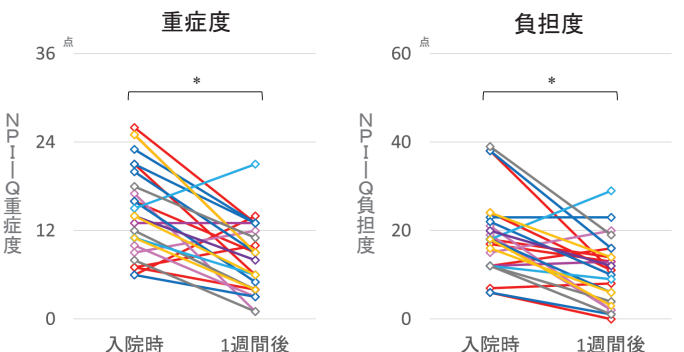 重症度
負担度
36 点
60 点
*
*
NPI-Q重症度
NPI-Q負担度
24
40
12
20
0
0
入院時 1週間後
入院時 1週間後